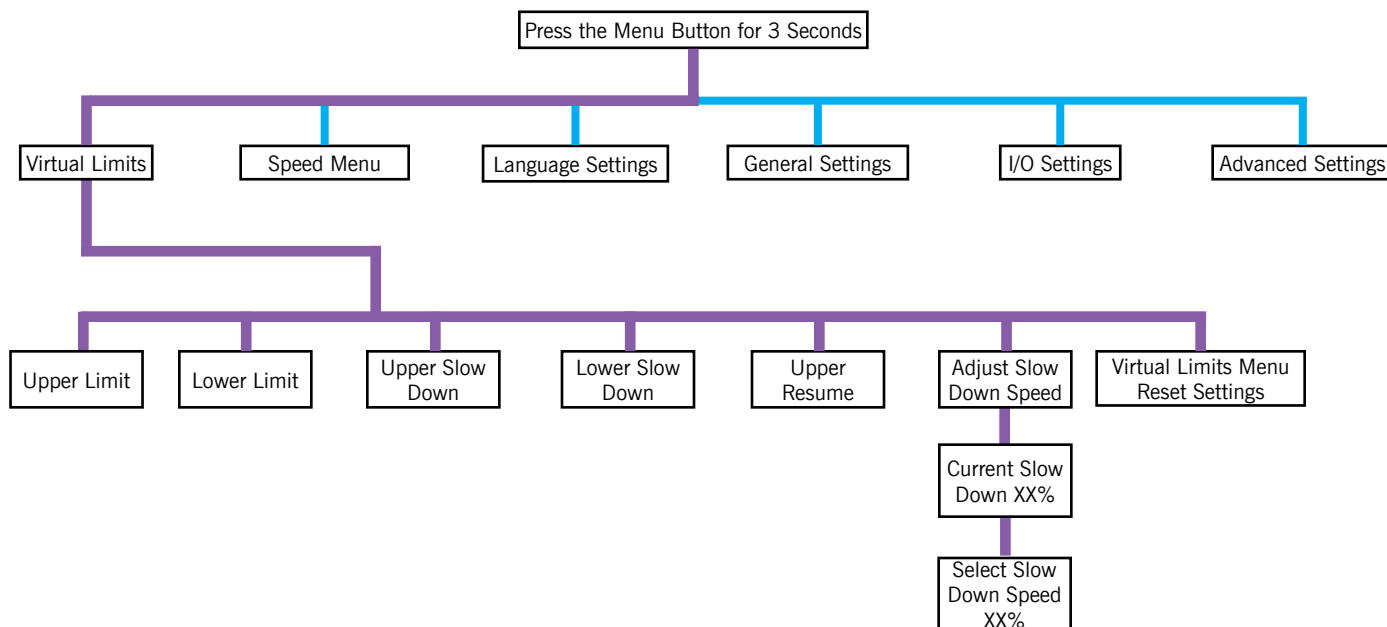 Press the Menu Button for 3 Seconds
Virtual Limits
Speed Menu
Language Settings
General Settings
I/O Settings
Advanced Settings
Upper Limit
Lower Limit
Upper Slow
Down
Lower Slow
Down
Upper
Resume
Adjust Slow
Down Speed
Virtual Limits Menu
Reset Settings
Current Slow
Down XX%
Select Slow
Down Speed
XX%